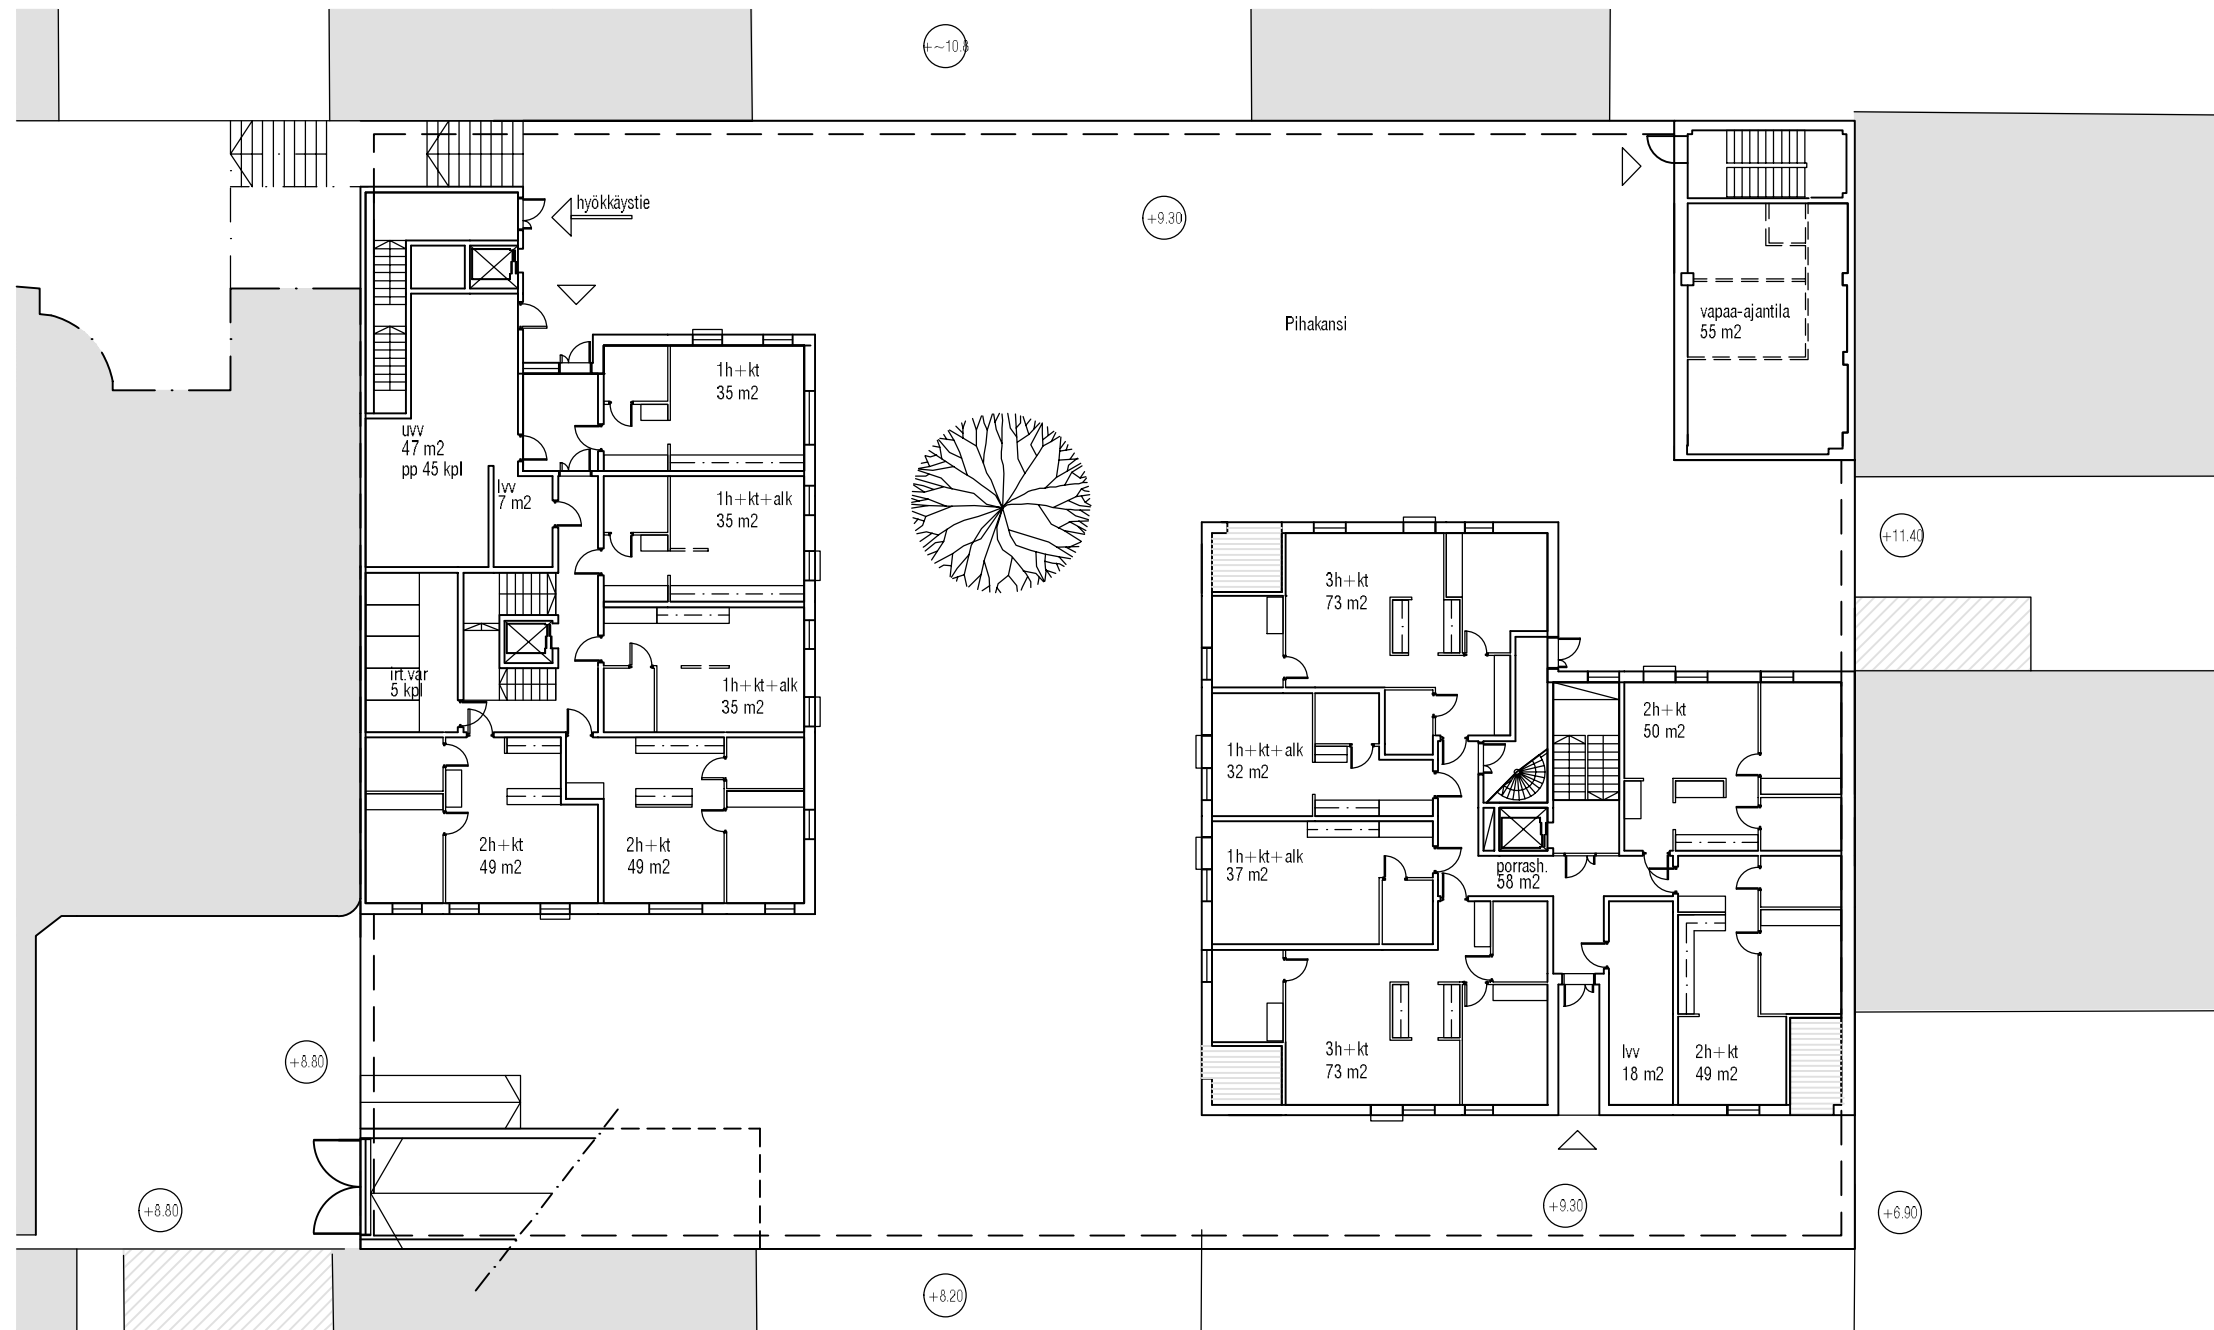 +~10.8
hyökkäystie
+9.30
Pihakansi
vapaa-ajantila
55 m2
1h+kt
35 m2
uvv
47 m2
pp 45 kpl
lvv
7 m2
1h+kt+alk
35 m2
+11.40
3h+kt
73 m2
irt.var
5 kpl
1h+kt+alk
35 m2
2h+kt
50 m2
1h+kt+alk
32 m2
2h+kt
49 m2
2h+kt
49 m2
1h+kt+alk
37 m2
porrash.
58 m2
+8.80
3h+kt
73 m2
lvv
18 m2
2h+kt
49 m2
+8.80
+9.30
+6.90
+8.20